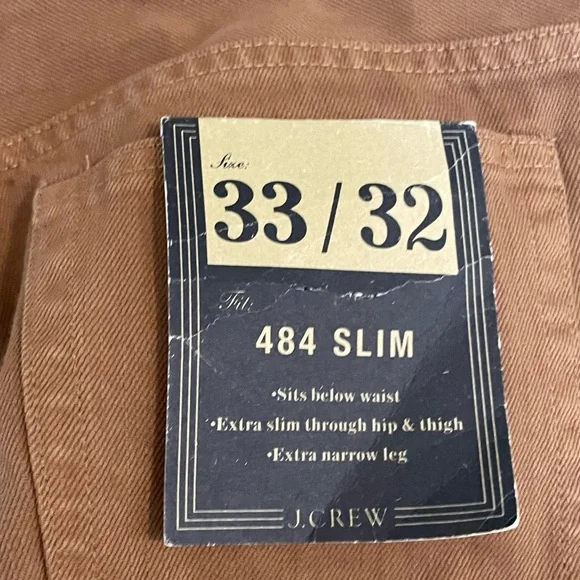 Size:
33 / 32
Fit:
484 SLIM
•Sits below waist
•Extra slim through hip & thigh
•Extra narrow leg
J.CREW